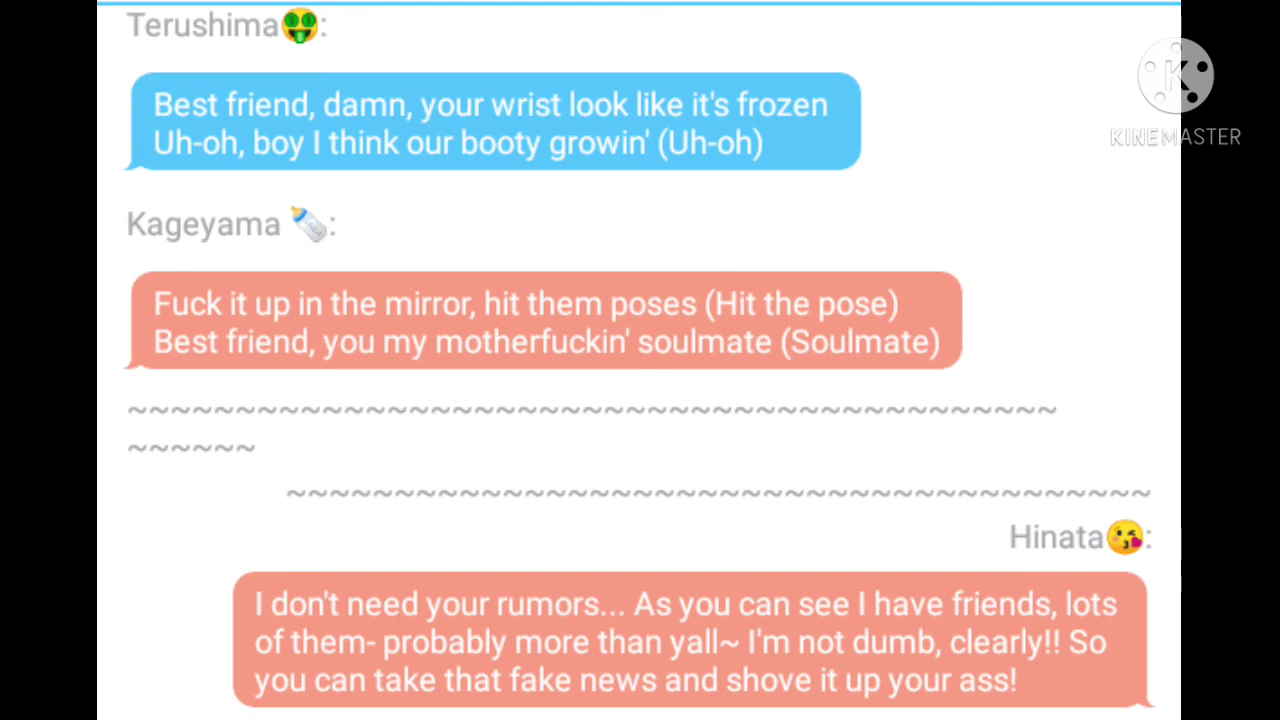 Terushima🤑:
Best friend, damn, your wrist look like it's frozen
Uh-oh, boy I think our booty growin' (Uh-oh)
KINEMASTER
Kageyama 🍼:
Fuck it up in the mirror, hit them poses (Hit the pose)
Best friend, you my motherfuckin' soulmate (Soulmate)
~~~~~~~~~~~~~~~~~~~~~~~~~~~~~~~~~~~~~~~~~~~
~~~~~~
~~~~~~~~~~~~~~~~~~~~~~~~~~~~~~~~~~~~~~~~
Hinata😘:
I don't need your rumors... As you can see I have friends, lots
of them- probably more than yall~ I'm not dumb, clearly!! So
you can take that fake news and shove it up your ass!